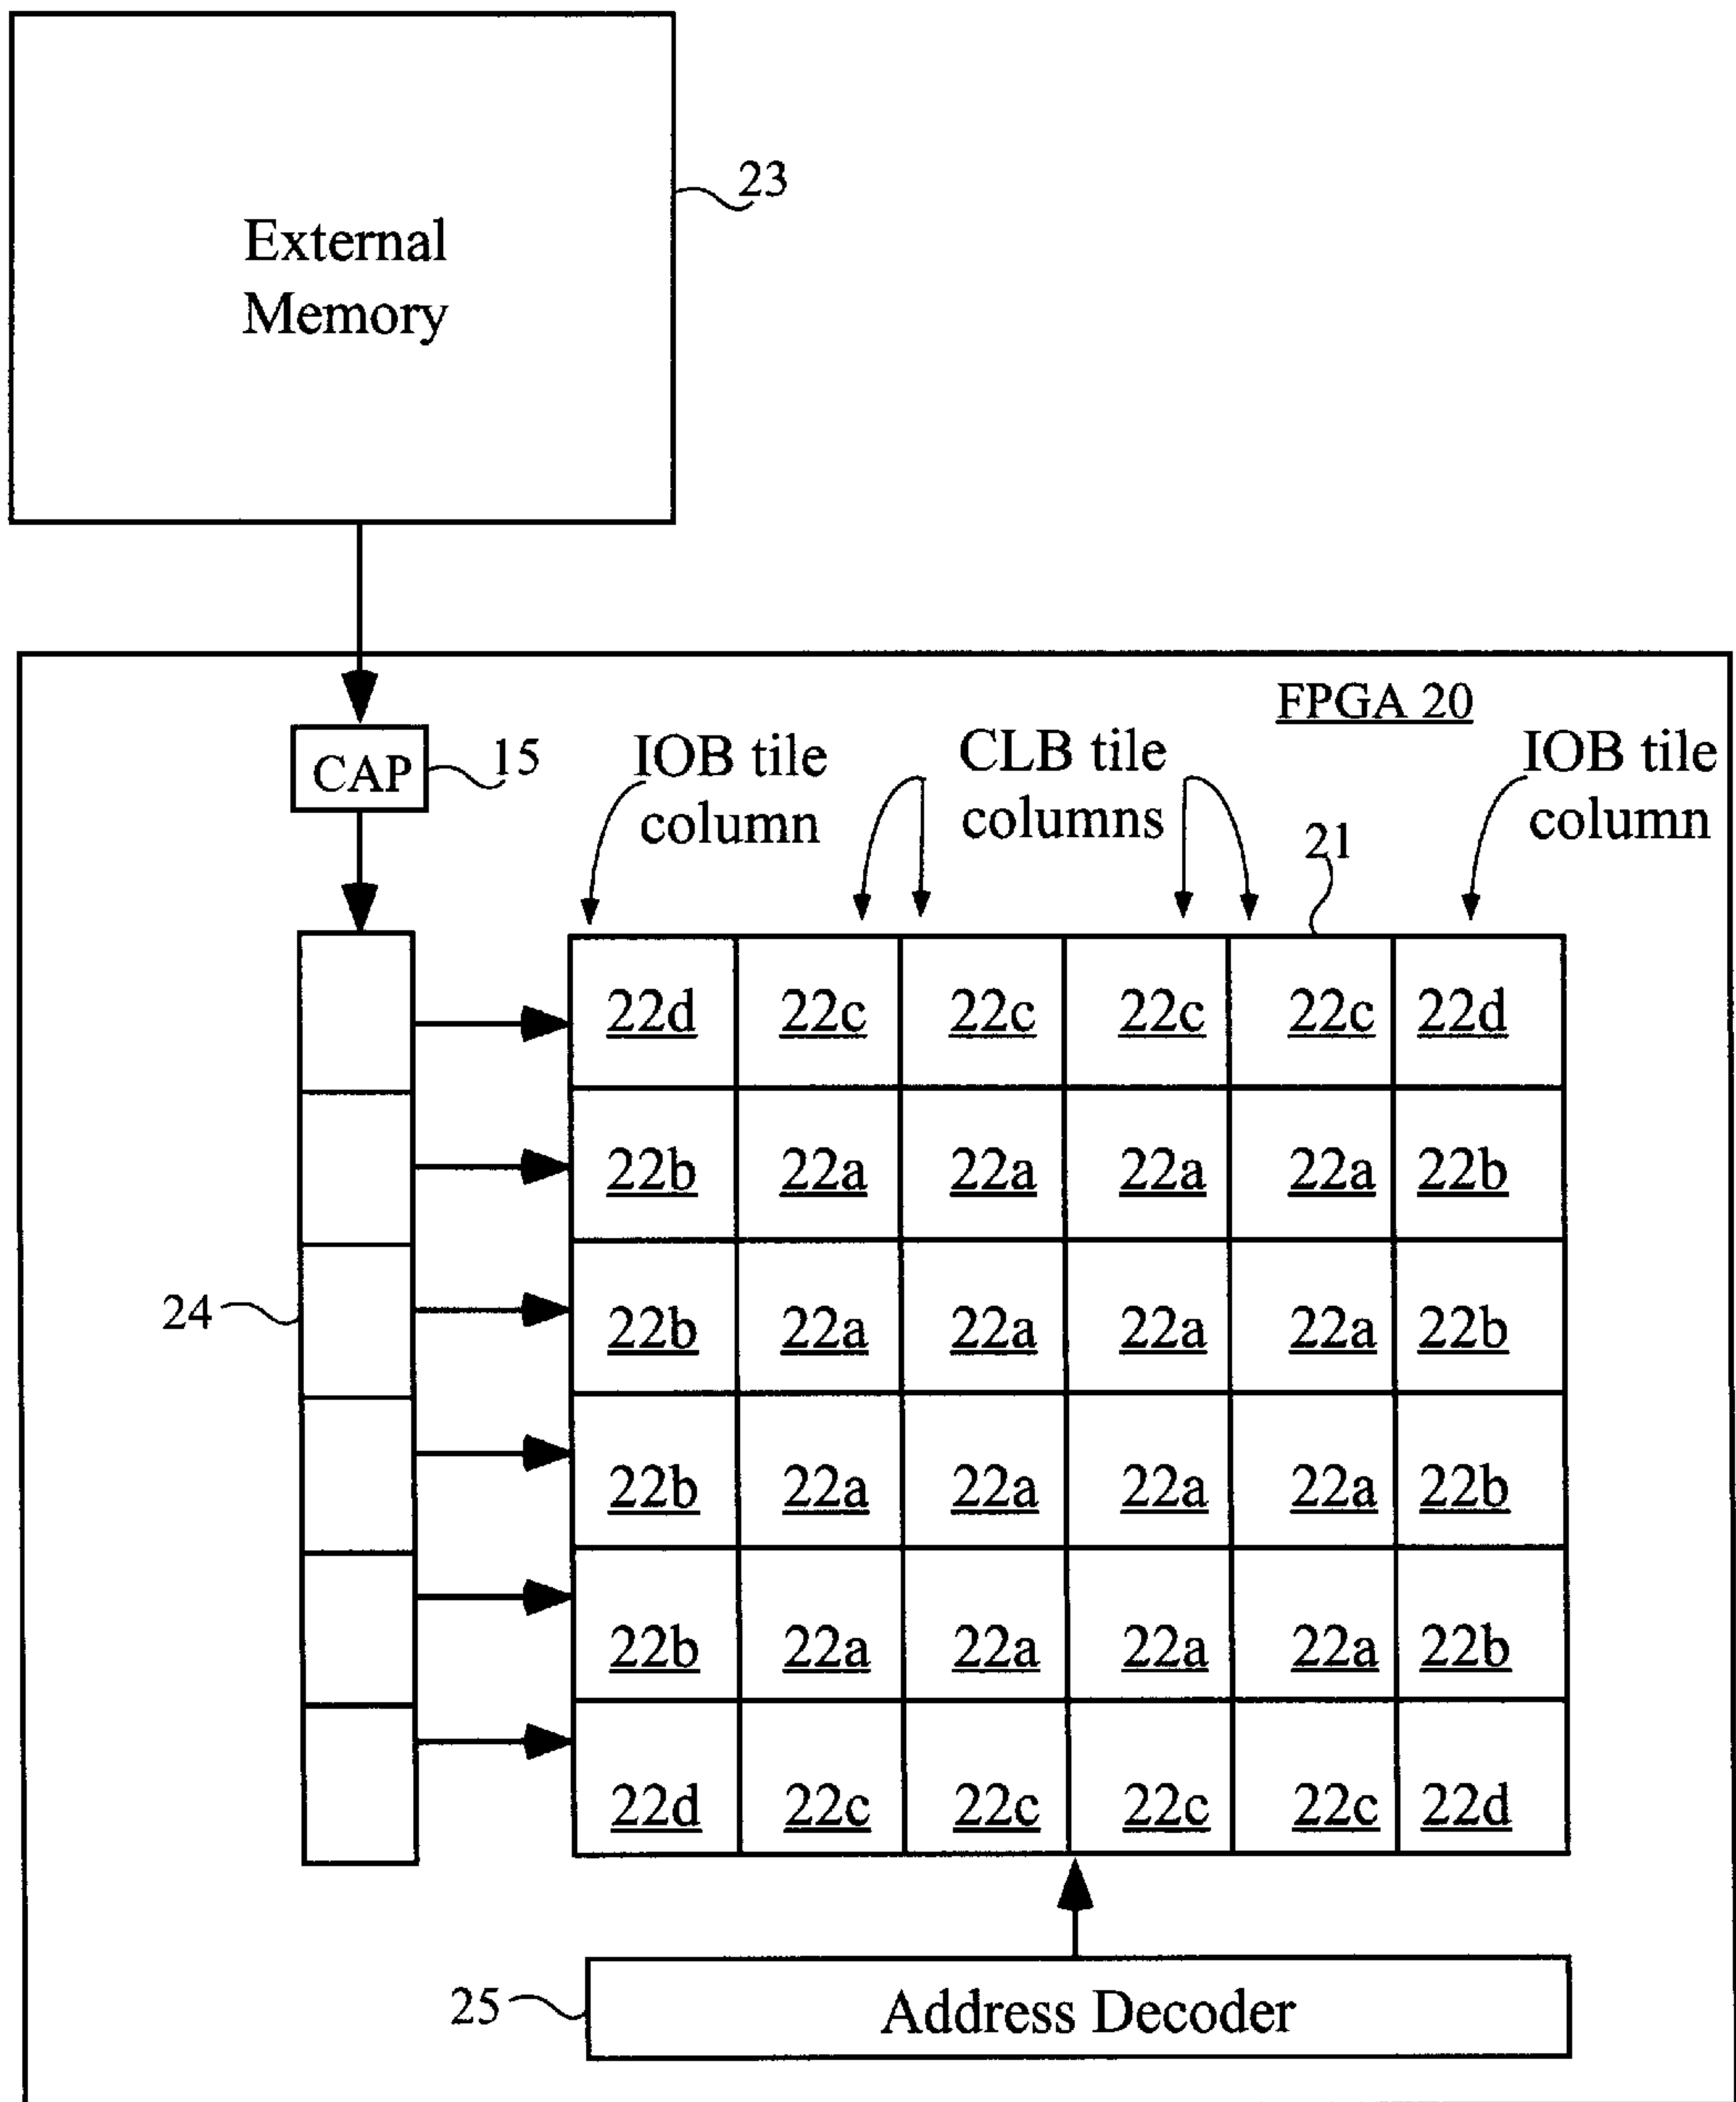 External
Memory
23
FPGA 20
CAP
15
IOB tile
column
CLB tile
columns
IOB tile
column
21
22d 22c 22c 22c 22c 22d
22b 22a 22a 22a 22a 22b
24
22b 22a 22a 22a 22a 22b
22b 22a 22a 22a 22a 22b
22b 22a 22a 22a 22a 22b
22d 22c 22c 22c 22c 22d
25
Address Decoder